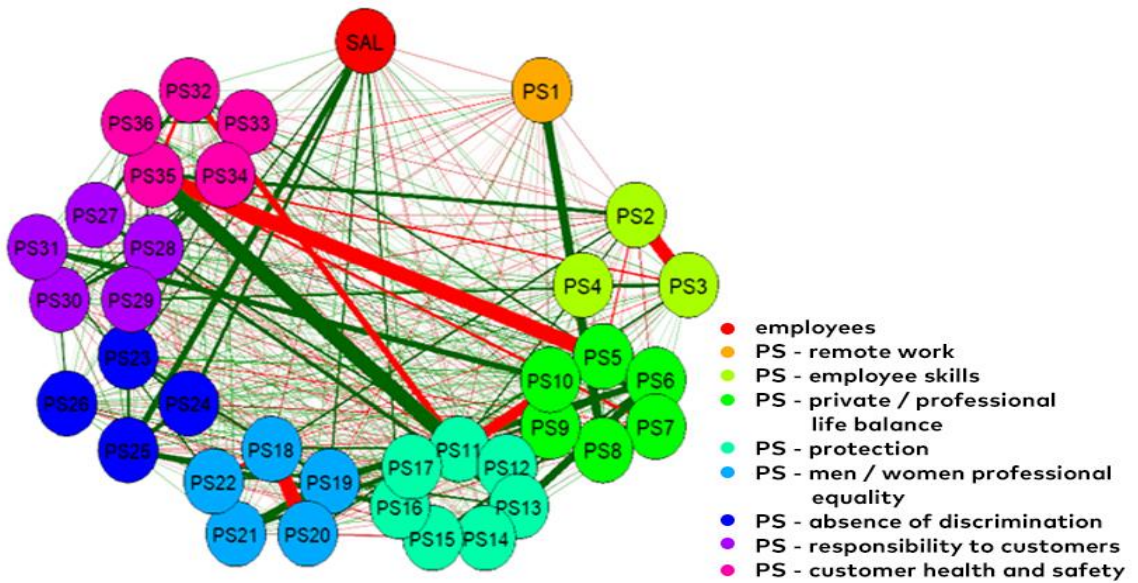 SAL
PS32
PS1
PS36
PS33
PS35
PS34
PS27
PS2
PS31
PS28
PS30
PS29
PS4
PS3
PS23
PS5
PS10
PS6
PS26
PS24
PS9
PS7
PS25
PS18
PS11
PS8
PS17
PS12
PS22
PS19
PS16
PS13
PS21
PS20
PS15
PS14
employees
PS - remote work
PS - employee skills
PS - private / professional
life balance
PS - protection
PS - men / women professional
equality
PS - absence of discrimination
PS - responsibility to customers
PS - customer health and safety